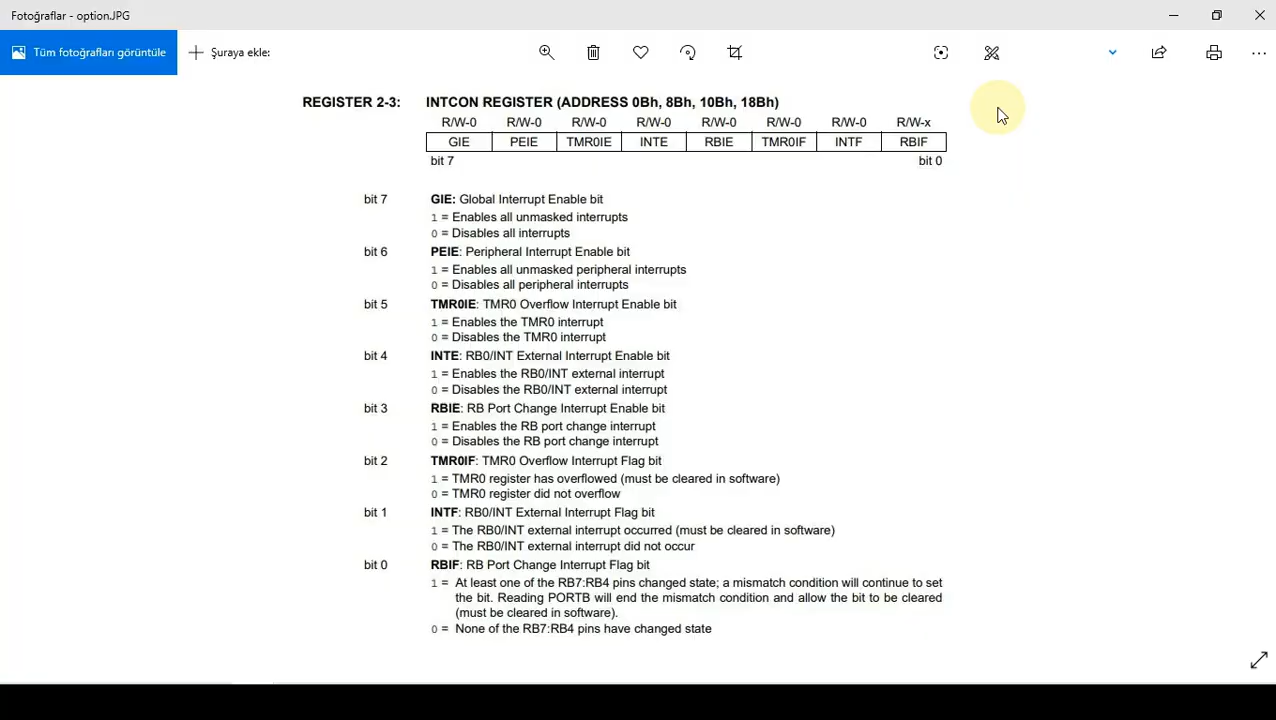 Fotoğraflar - option.JPG
Tüm fotoğrafları görüntüle
Şuraya ekle:
REGISTER 2-3: INTCON REGISTER (ADDRESS 0Bh, 8Bh, 10Bh, 18Bh)
R/W-0 R/W-0 R/W-0 R/W-0 R/W-0 R/W-0 R/W-0 R/W-x
GIE PEIE TMR0IE INTE RBIE TMR0IF INTF RBIF
bit 7 bit 0
bit 7 GIE: Global Interrupt Enable bit
1 = Enables all unmasked interrupts
0 = Disables all interrupts
bit 6 PEIE: Peripheral Interrupt Enable bit
1 = Enables all unmasked peripheral interrupts
0 = Disables all peripheral interrupts
bit 5 TMR0IE: TMR0 Overflow Interrupt Enable bit
1 = Enables the TMR0 interrupt
0 = Disables the TMR0 interrupt
bit 4 INTE: RB0/INT External Interrupt Enable bit
1 = Enables the RB0/INT external interrupt
0 = Disables the RB0/INT external interrupt
bit 3 RBIE: RB Port Change Interrupt Enable bit
1 = Enables the RB port change interrupt
0 = Disables the RB port change interrupt
bit 2 TMR0IF: TMR0 Overflow Interrupt Flag bit
1 = TMR0 register has overflowed (must be cleared in software)
0 = TMR0 register did not overflow
bit 1 INTF: RB0/INT External Interrupt Flag bit
1 = The RB0/INT external interrupt occurred (must be cleared in software)
0 = The RB0/INT external interrupt did not occur
bit 0 RBIF: RB Port Change Interrupt Flag bit
1 = At least one of the RB7:RB4 pins changed state; a mismatch condition will continue to set
the bit. Reading PORTB will end the mismatch condition and allow the bit to be cleared
(must be cleared in software).
0 = None of the RB7:RB4 pins have changed state